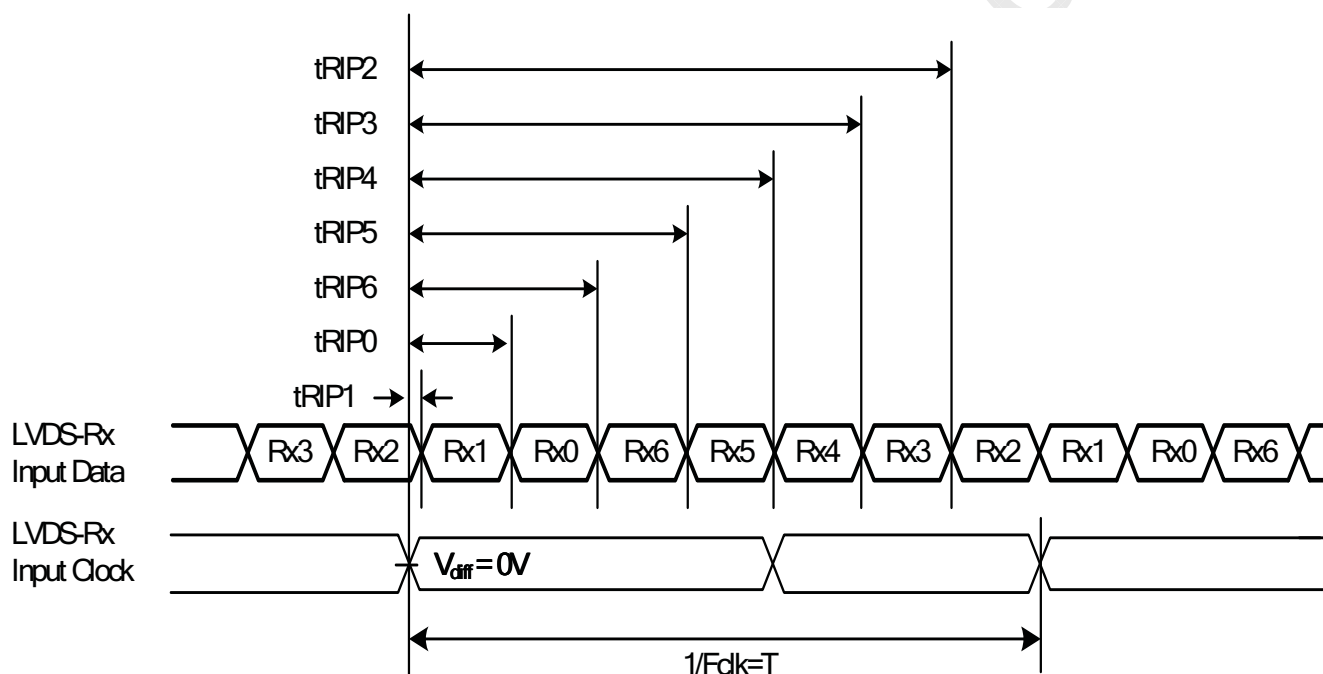 tRIP2
tRIP3
tRIP4
tRIP5
tRIP6
tRIP0
tRIP1
LVDS-Rx
Input Data
Rx3 Rx2 Rx1 Rx0 Rx6 Rx5 Rx4 Rx3 Rx2 Rx1 Rx0 Rx6
LVDS-Rx
Input Clock
Vdiff = 0V
1/Fclk=T